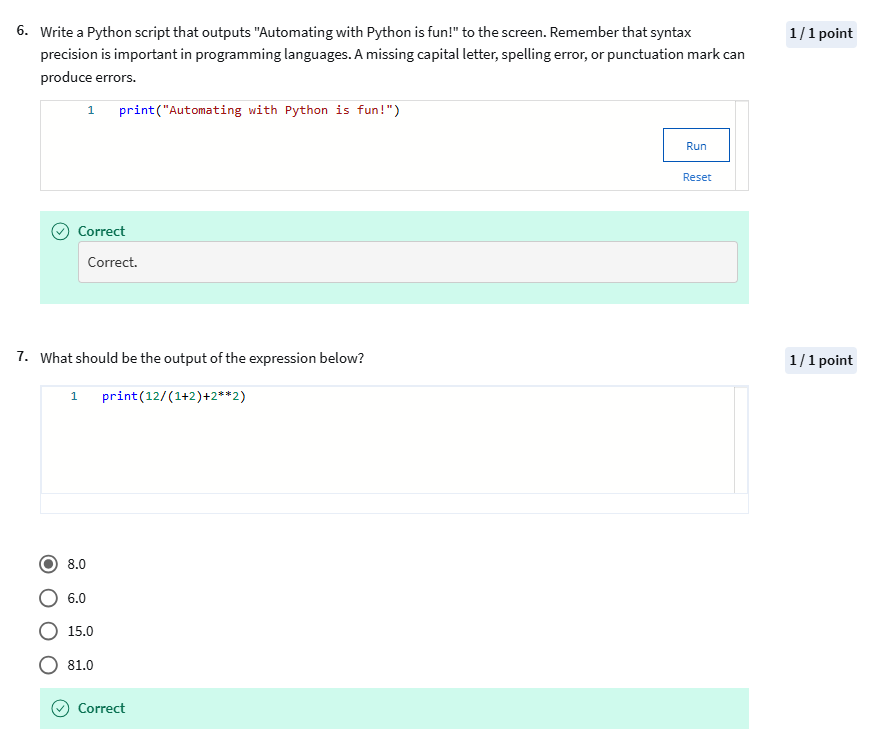 6. Write a Python script that outputs "Automating with Python is fun!" to the screen. Remember that syntax
1 / 1 point
precision is important in programming languages. A missing capital letter, spelling error, or punctuation mark can
produce errors.
1 print("Automating with Python is fun!")
Run
Reset
Correct
Correct.
7. What should be the output of the expression below?
1 / 1 point
1 print(12/(1+2)+2**2)
8.0
6.0
15.0
81.0
Correct